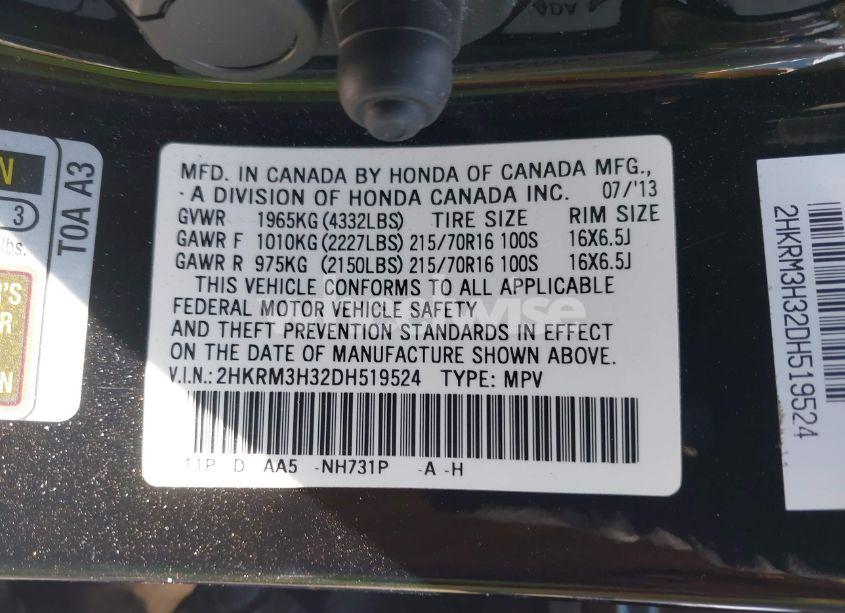 MFD. IN CANADA BY HONDA OF CANADA MFG.,
A DIVISION OF HONDA CANADA INC. 07/'13
GVWR 1965KG (4332LBS) TIRE SIZE RIM SIZE
GAWR F 1010KG (2227LBS) 215/70R16 100S 16X6.5J
GAWR R 975KG (2150LBS) 215/70R16 100S 16X6.5J
THIS VEHICLE CONFORMS TO ALL APPLICABLE
FEDERAL MOTOR VEHICLE SAFETY
AND THEFT PREVENTION STANDARDS IN EFFECT
ON THE DATE OF MANUFACTURE SHOWN ABOVE.
V.I.N.: 2HKRM3H32DH519524 TYPE: MPV
D AA5 -NH731P -A -H
N
3
lbs.
T0A A3
2HKRM3H32DH519524